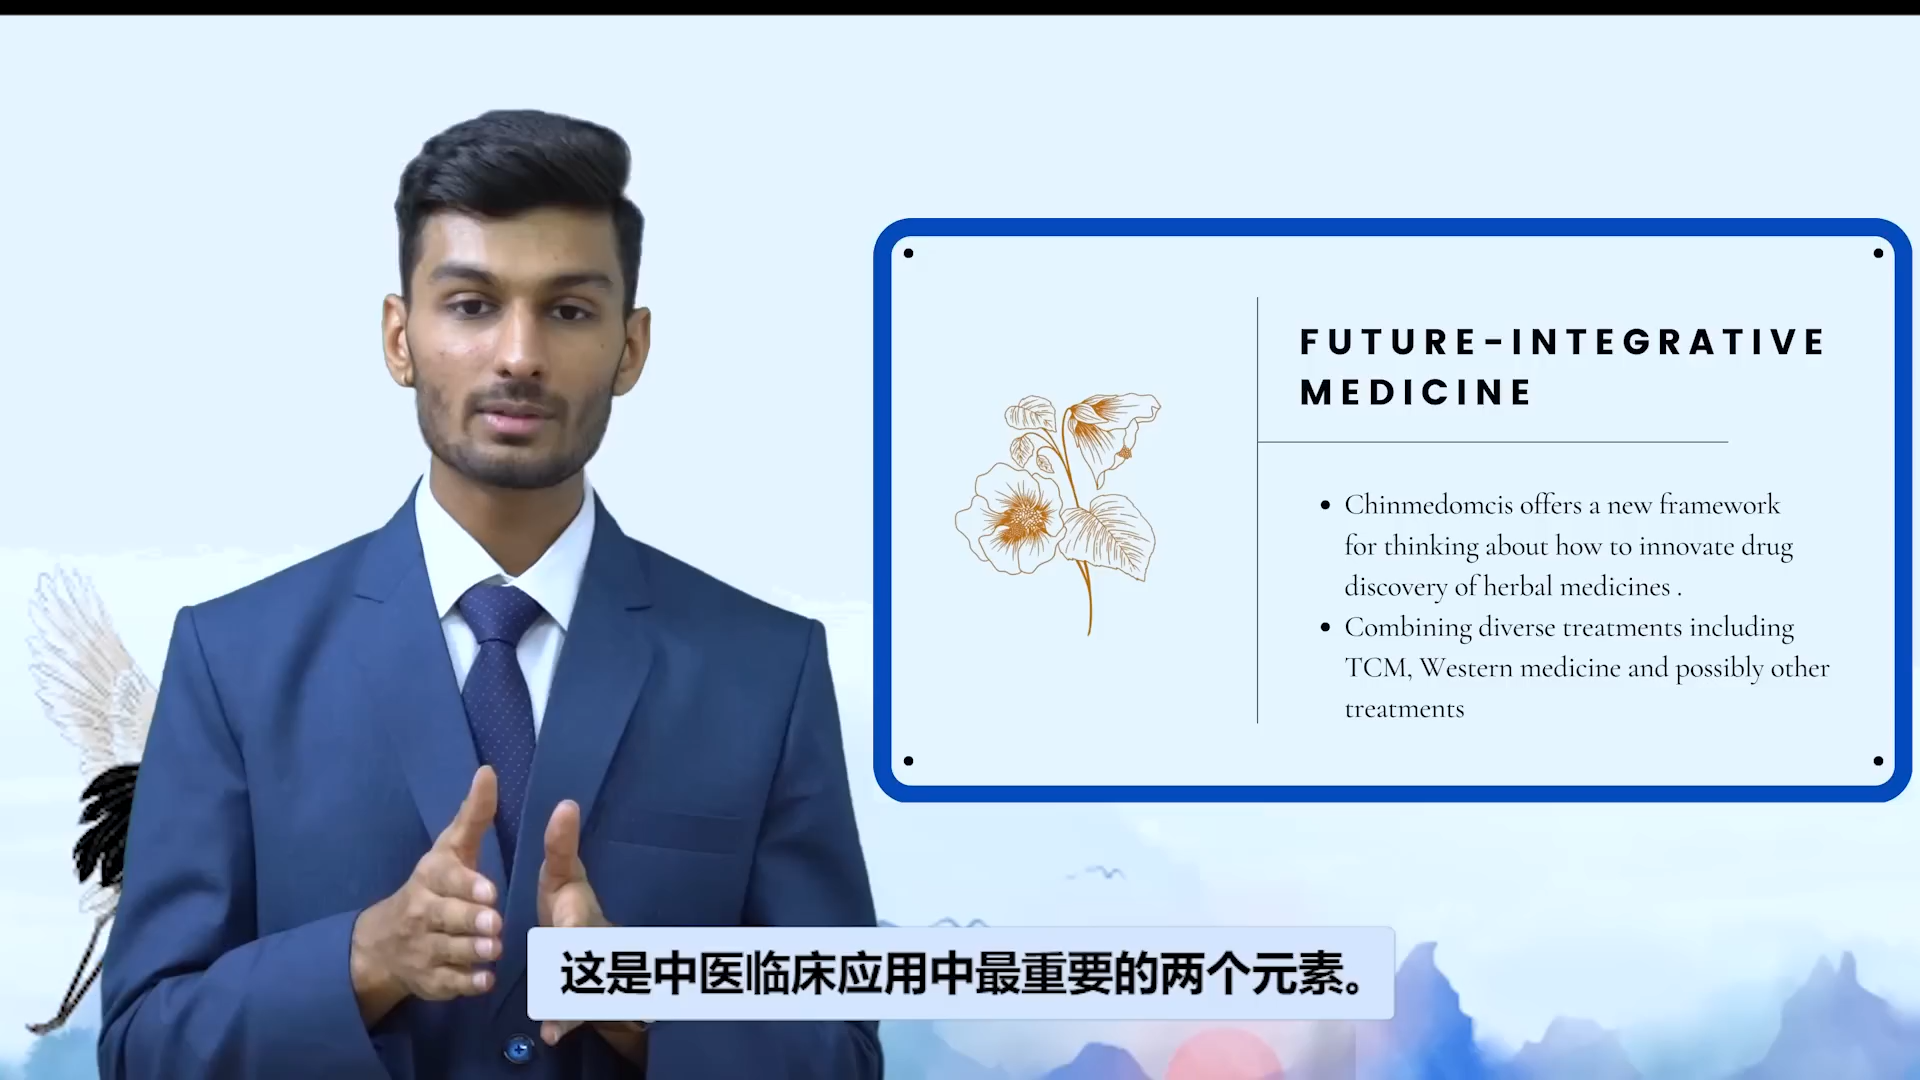 FUTURE-INTEGRATIVE
MEDICINE
• Chinmedomcis offers a new framework
for thinking about how to innovate drug
discovery of herbal medicines .
• Combining diverse treatments including
TCM, Western medicine and possibly other
treatments
这是中医临床应用中最重要的两个元素。